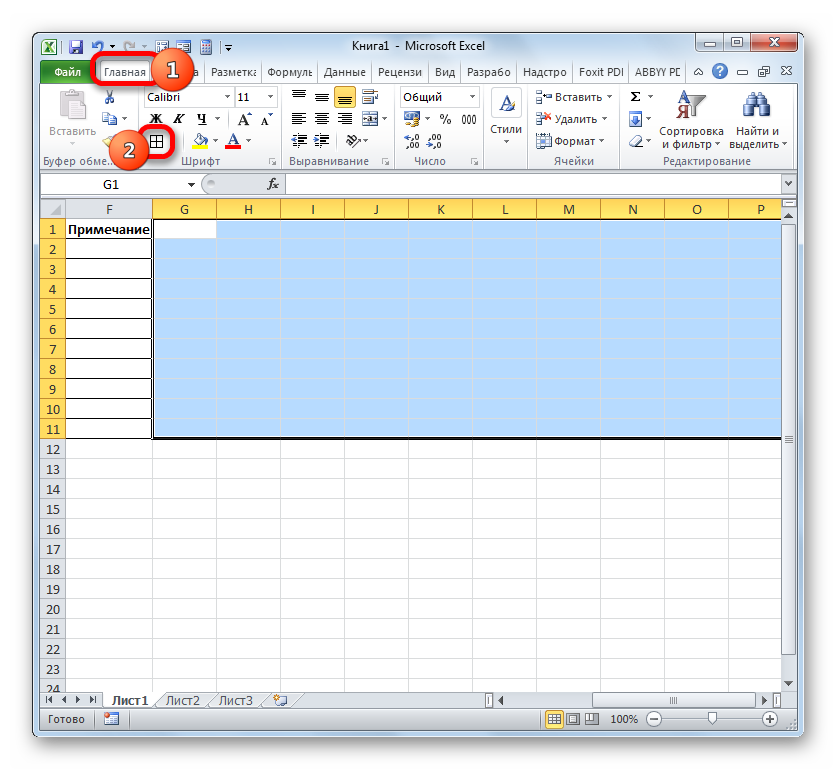 Книга1 - Microsoft Excel
Файл Главная 1 а Разметка Формулы Данные Рецензи Вид Разрабо Надстро Foxit PDI ABBYY PD
Вставить
Calibri 11
Ж К Ч A A
2
Общий
% 000
Стили
Вставить
Удалить
Формат
Σ
Сортировка и фильтр
Найти и выделить
Буфер обме... Шрифт Выравнивание Число Ячейки Редактирование
G1 fx
F G H I J K L M N O P
1 Примечание
2
3
4
5
6
7
8
9
10
11
12
13
14
15
16
17
18
19
20
21
22
23
24
Лист1 Лист2 Лист3
Готово 100%